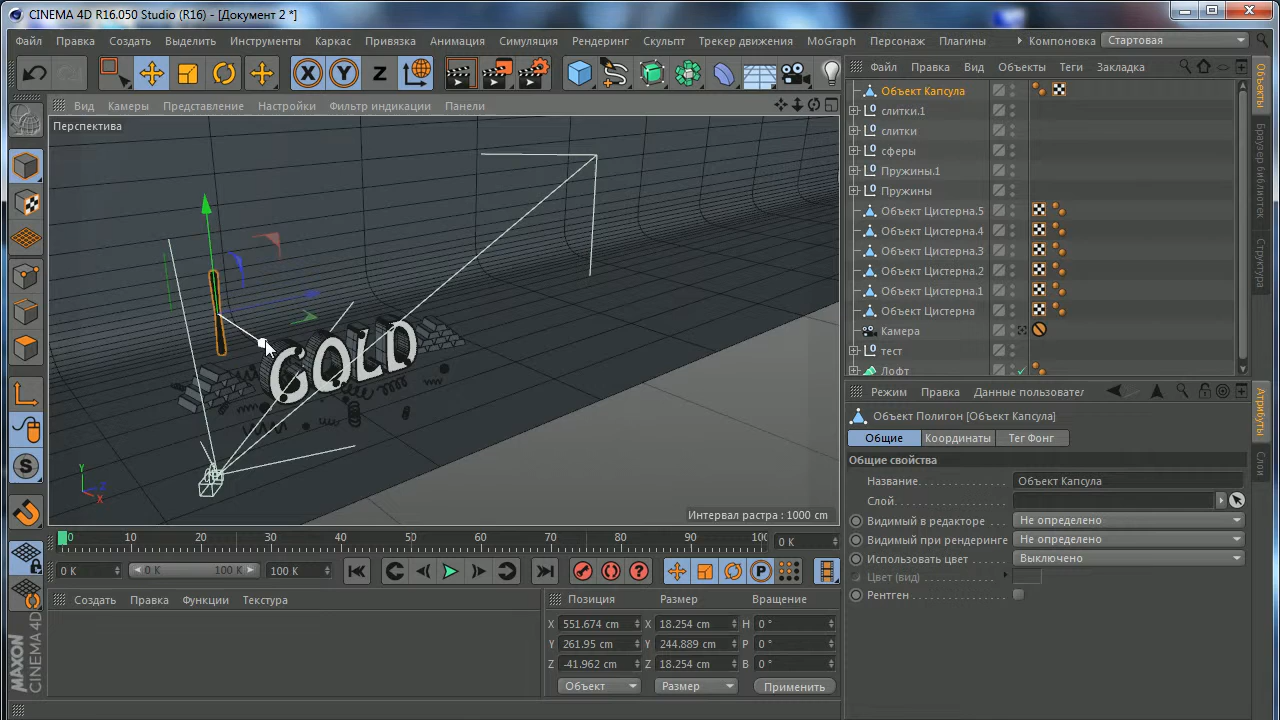 CINEMA 4D R16.050 Studio (R16) - [Документ 2 *]
Файл Правка Создать Выделить Инструменты Каркас Привязка Анимация Симуляция Рендеринг Скульпт Трекер движения MoGraph Персонаж Плагины Компоновка Стартовая
X Y Z
Вид Камеры Представление Настройки Фильтр индикации Панели
Перспектива
GOLD
Y
Z
X
Интервал растра : 1000 cm
S
0 10 20 30 40 50 60 70 80 90 100 0 K
0 K 0 K 100 K 100 K
P
Создать Правка Функции Текстура
Позиция Размер Вращение
X 551.674 cm X 18.254 cm H 0 °
Y 261.95 cm Y 244.889 cm P 0 °
Z -41.962 cm Z 18.254 cm B 0 °
Объект Размер Применить
MAXON
CINEMA 4D
Файл Правка Вид Объекты Теги Закладка
Объект Капсула
слитки.1
слитки
сферы
Пружины.1
Пружины
Объект Цистерна.5
Объект Цистерна.4
Объект Цистерна.3
Объект Цистерна.2
Объект Цистерна.1
Объект Цистерна
Камера
тест
Лофт
Режим Правка Данные пользовател
Объект Полигон [Объект Капсула]
Общие Координаты Тег Фонг
Общие свойства
Название Объект Капсула
Слой
Видимый в редакторе Не определено
Видимый при рендеринге Не определено
Использовать цвет Выключено
Цвет (вид)
Рентген
Объекты
Браузер библиотек
Структура
Атрибуты
Слои